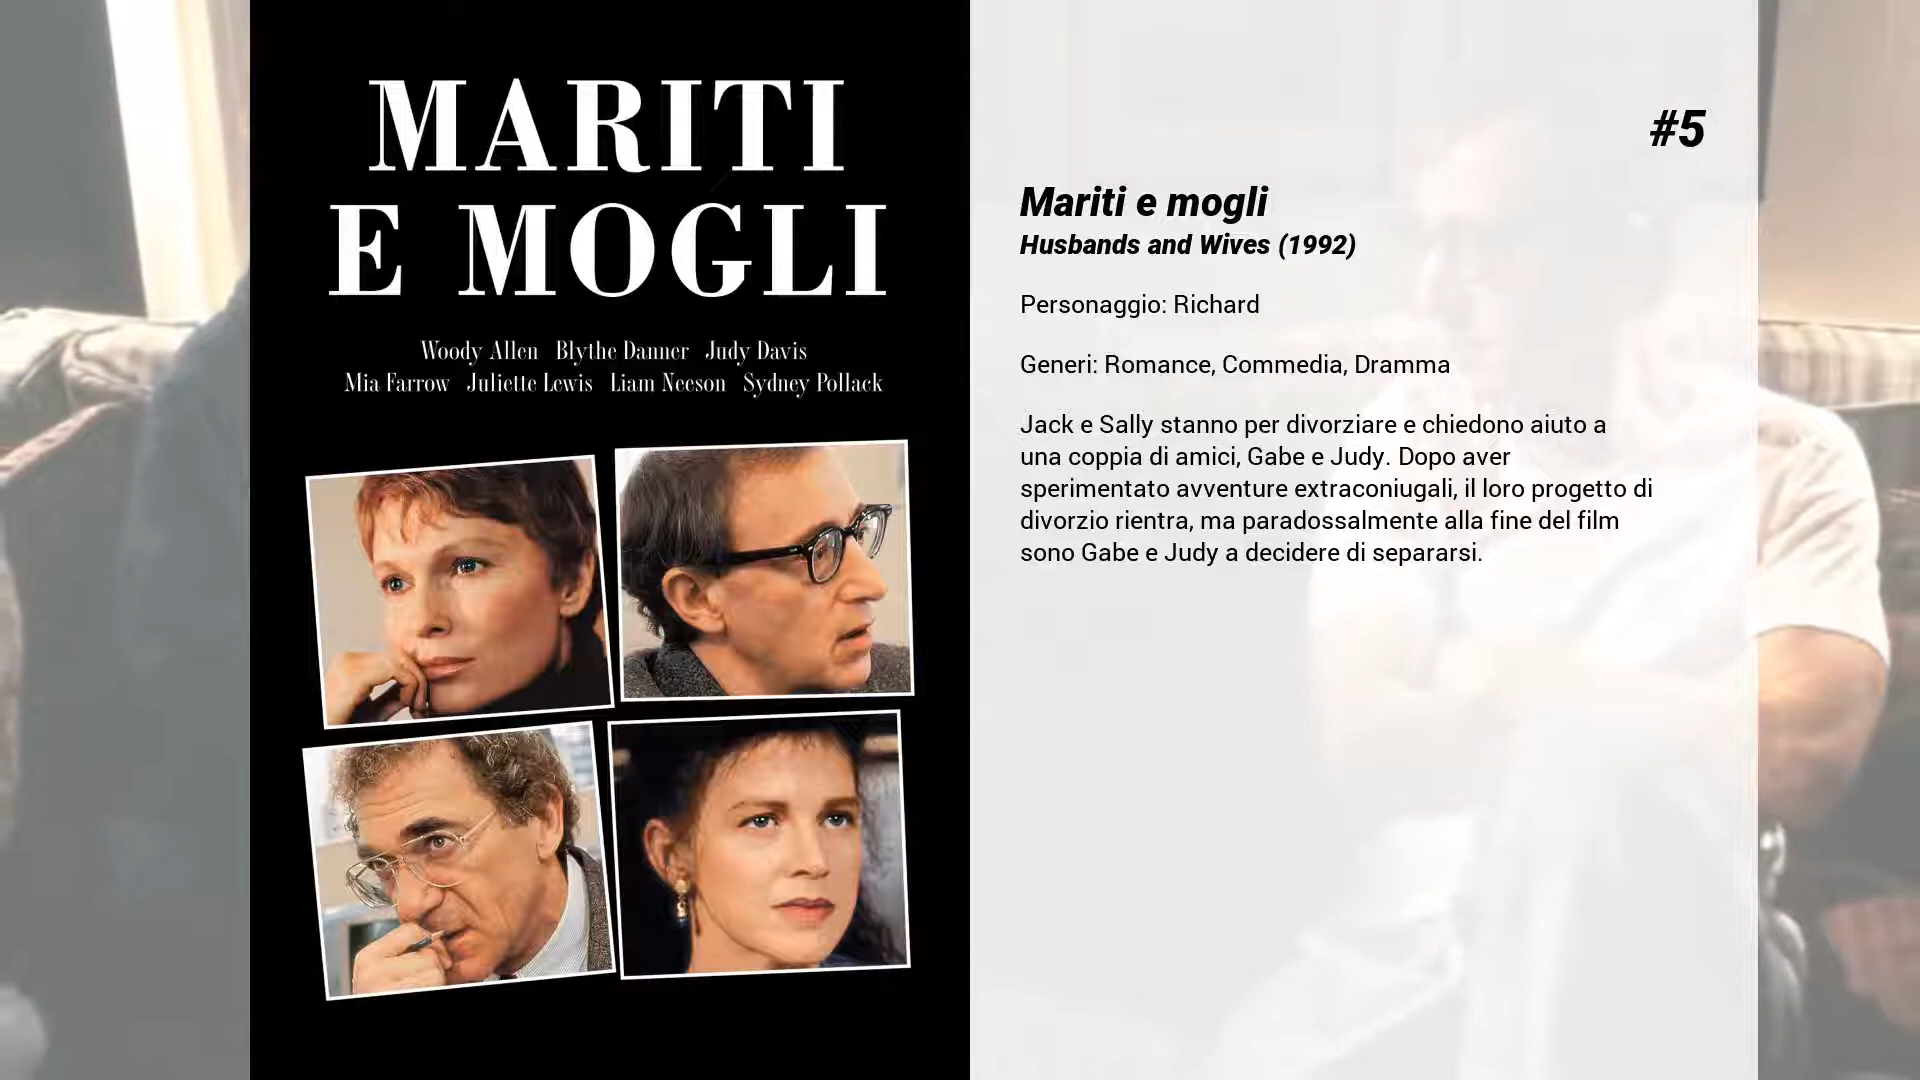 MARITI
E MOGLI
Woody Allen Blythe Danner Judy Davis
Mia Farrow Juliette Lewis Liam Neeson Sydney Pollack
#5
Mariti e mogli
Husbands and Wives (1992)
Personaggio: Richard
Generi: Romance, Commedia, Dramma
Jack e Sally stanno per divorziare e chiedono aiuto a
una coppia di amici, Gabe e Judy. Dopo aver
sperimentato avventure extraconiugali, il loro progetto di
divorzio rientra, ma paradossalmente alla fine del film
sono Gabe e Judy a decidere di separarsi.